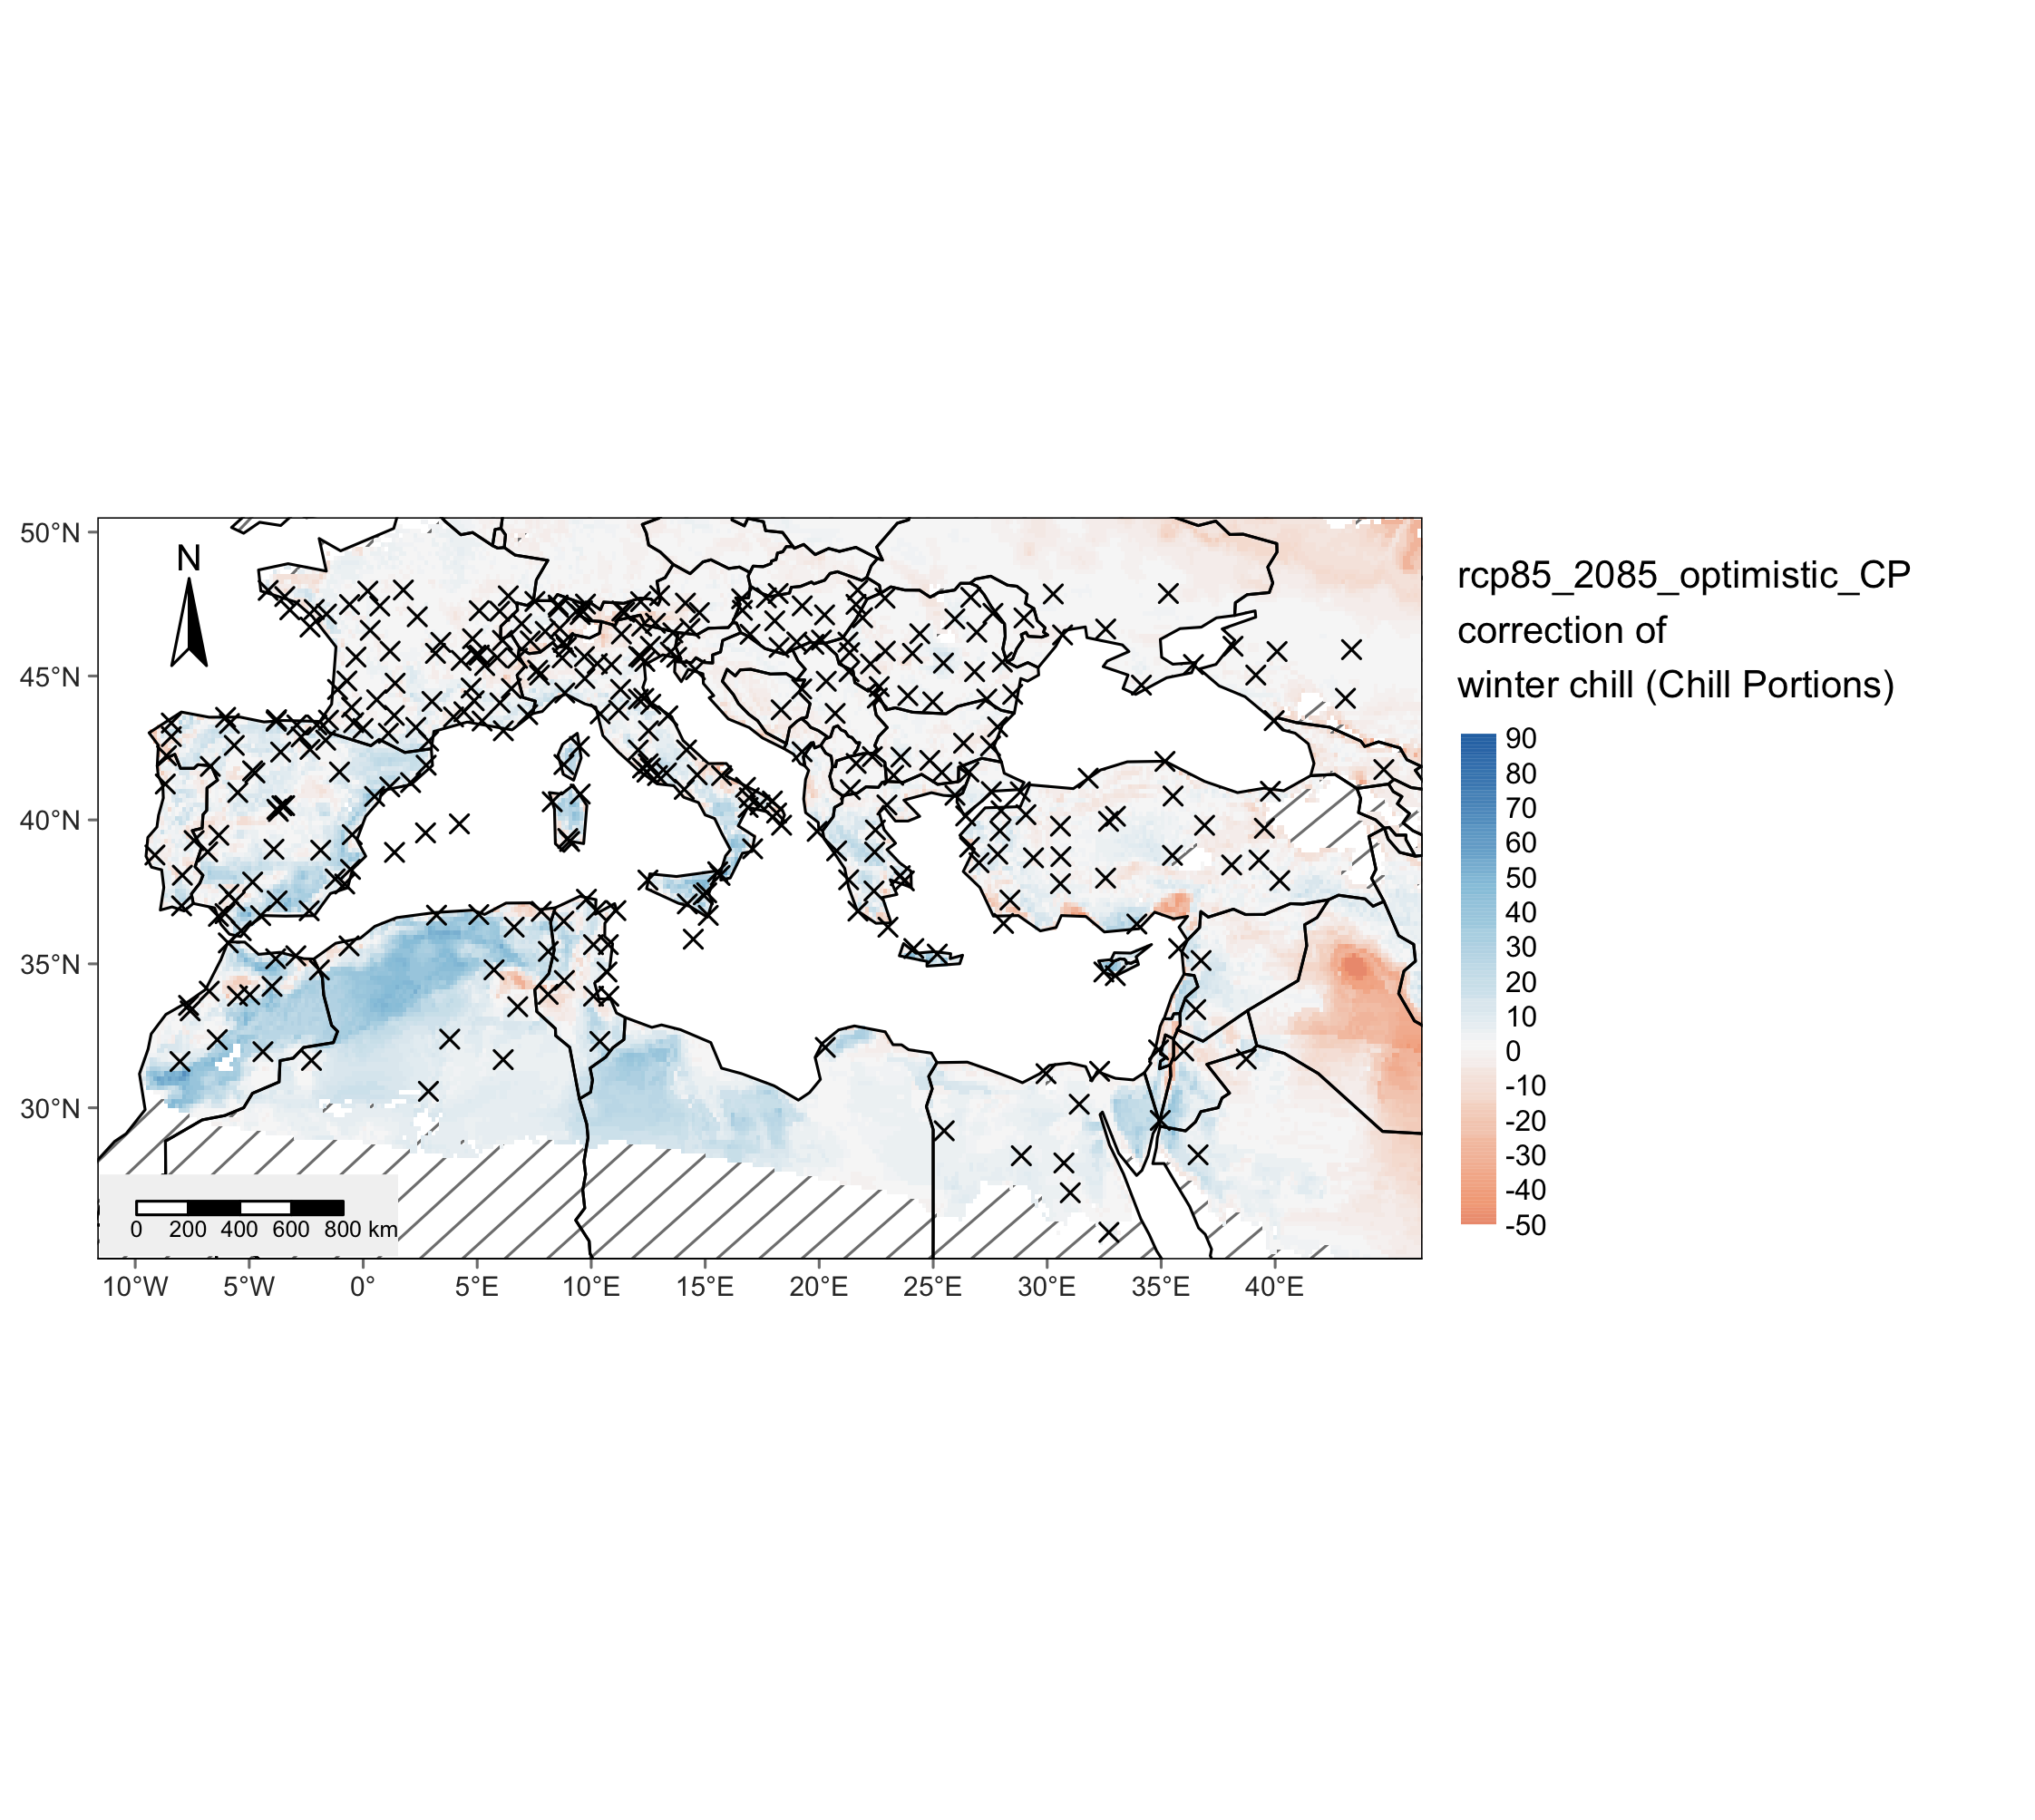 50°N
45°N
40°N
35°N
30°N
N
0 200 400 600 800 km
10°W 5°W 0° 5°E 10°E 15°E 20°E 25°E 30°E 35°E 40°E
rcp85_2085_optimistic_CP
correction of
winter chill (Chill Portions)
90
80
70
60
50
40
30
20
10
0
-10
-20
-30
-40
-50